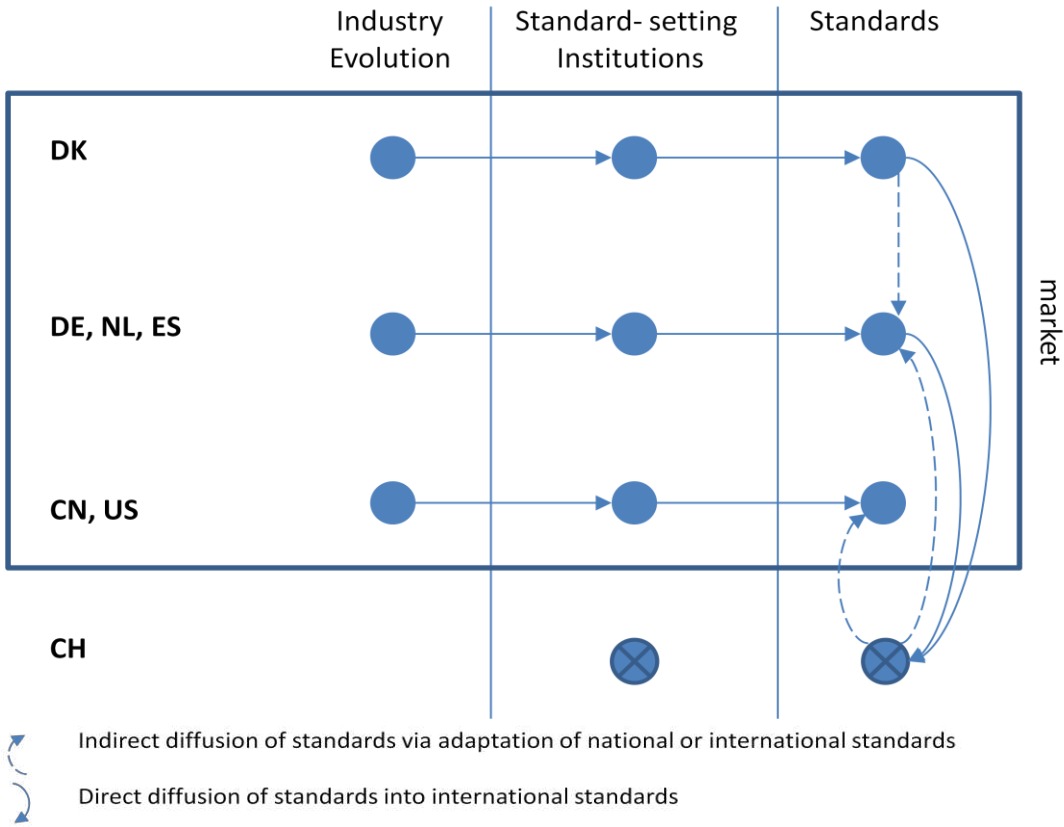 Industry
Evolution
Standard- setting
Institutions
Standards
DK
DE, NL, ES
market
CN, US
CH
Indirect diffusion of standards via adaptation of national or international standards
Direct diffusion of standards into international standards